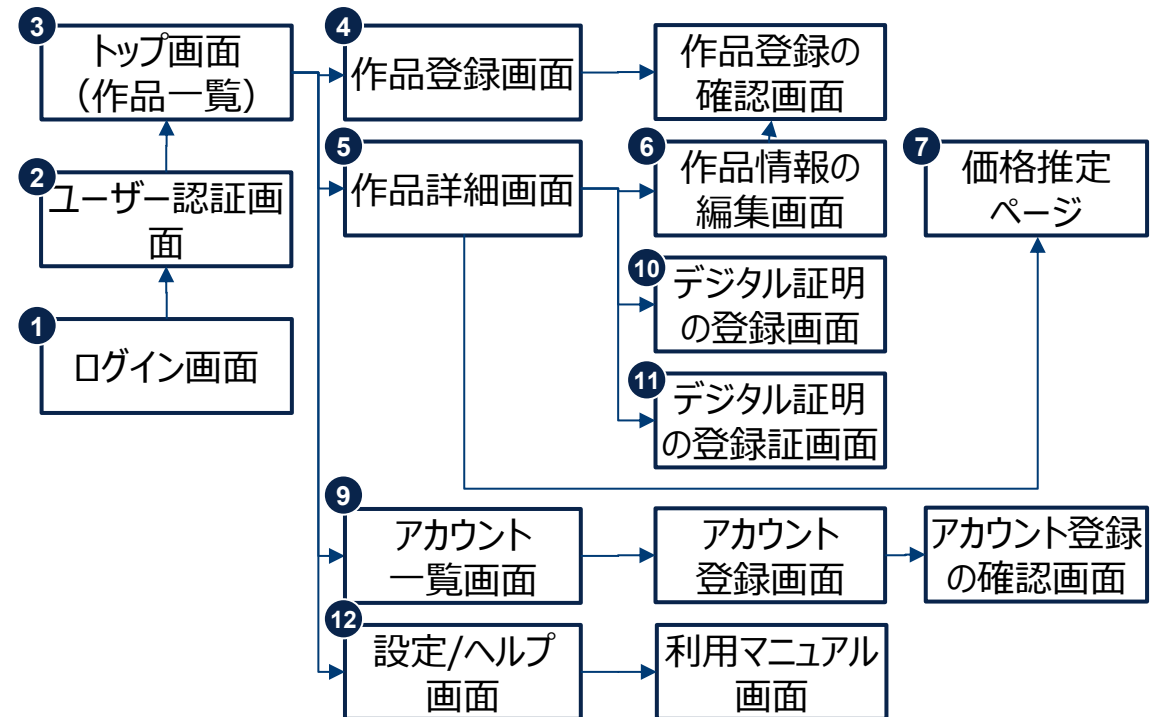 3
トップ画面
（作品一覧）
4
作品登録画面
作品登録の
確認画面
2
ユーザー認証画
面
5
作品詳細画面
6
作品情報の
編集画面
7
価格推定
ページ
1
ログイン画面
10
デジタル証明
の登録画面
11
デジタル証明
の登録証画面
9
アカウント
一覧画面
アカウント
登録画面
アカウント登録
の確認画面
12
設定/ヘルプ
画面
利用マニュアル
画面